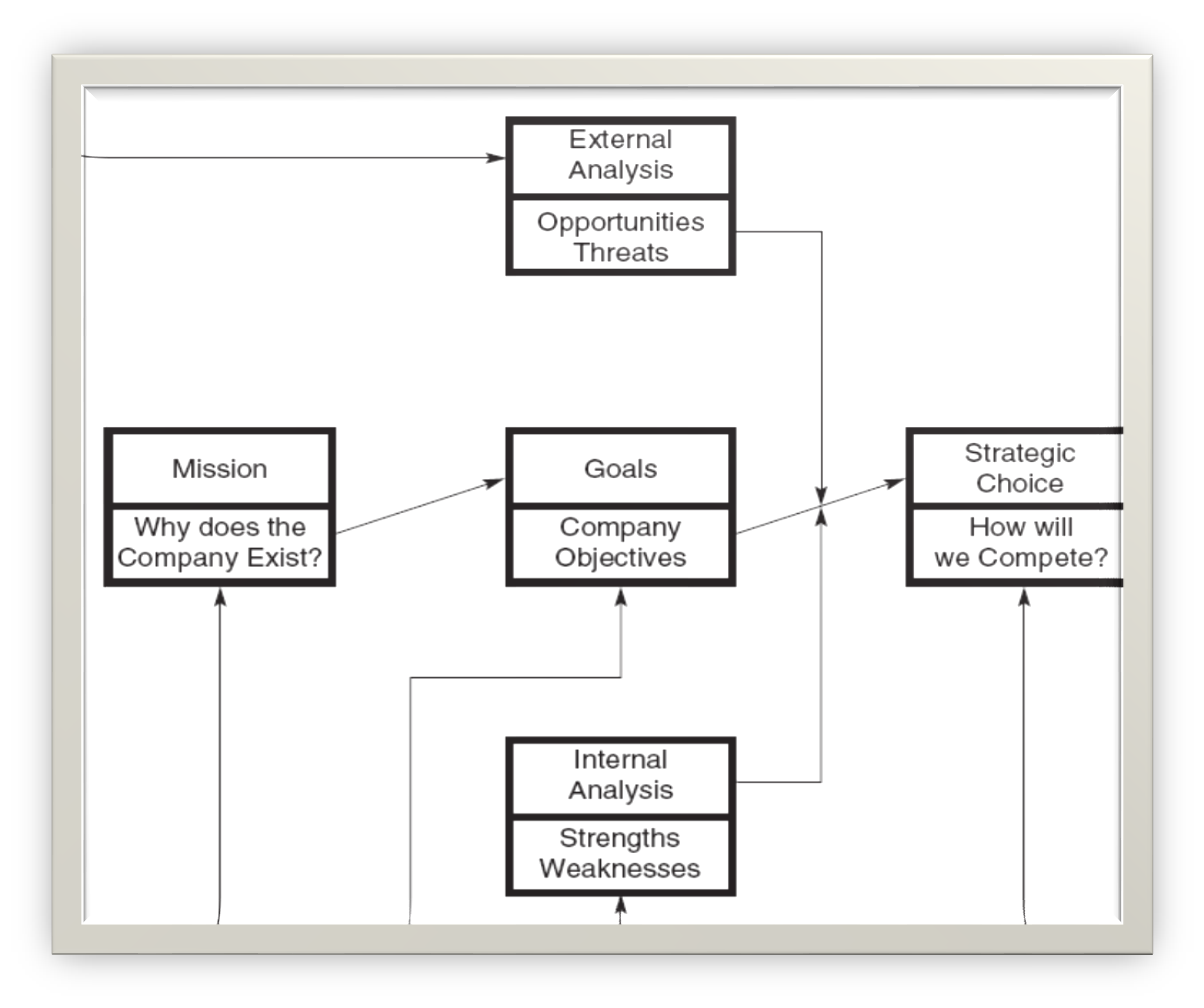 External
Analysis
Opportunities
Threats
Mission
Why does the
Company Exist?
Goals
Company
Objectives
Strategic
Choice
How will
we Compete?
Internal
Analysis
Strengths
Weaknesses